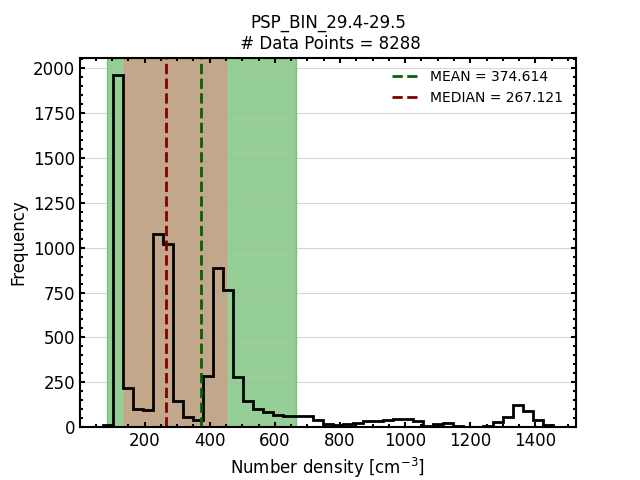 PSP_BIN_29.4-29.5
# Data Points = 8288
MEAN = 374.614
MEDIAN = 267.121
Frequency
2000
1750
1500
1250
1000
750
500
250
0
200 400 600 800 1000 1200 1400
Number density [cm⁻³]